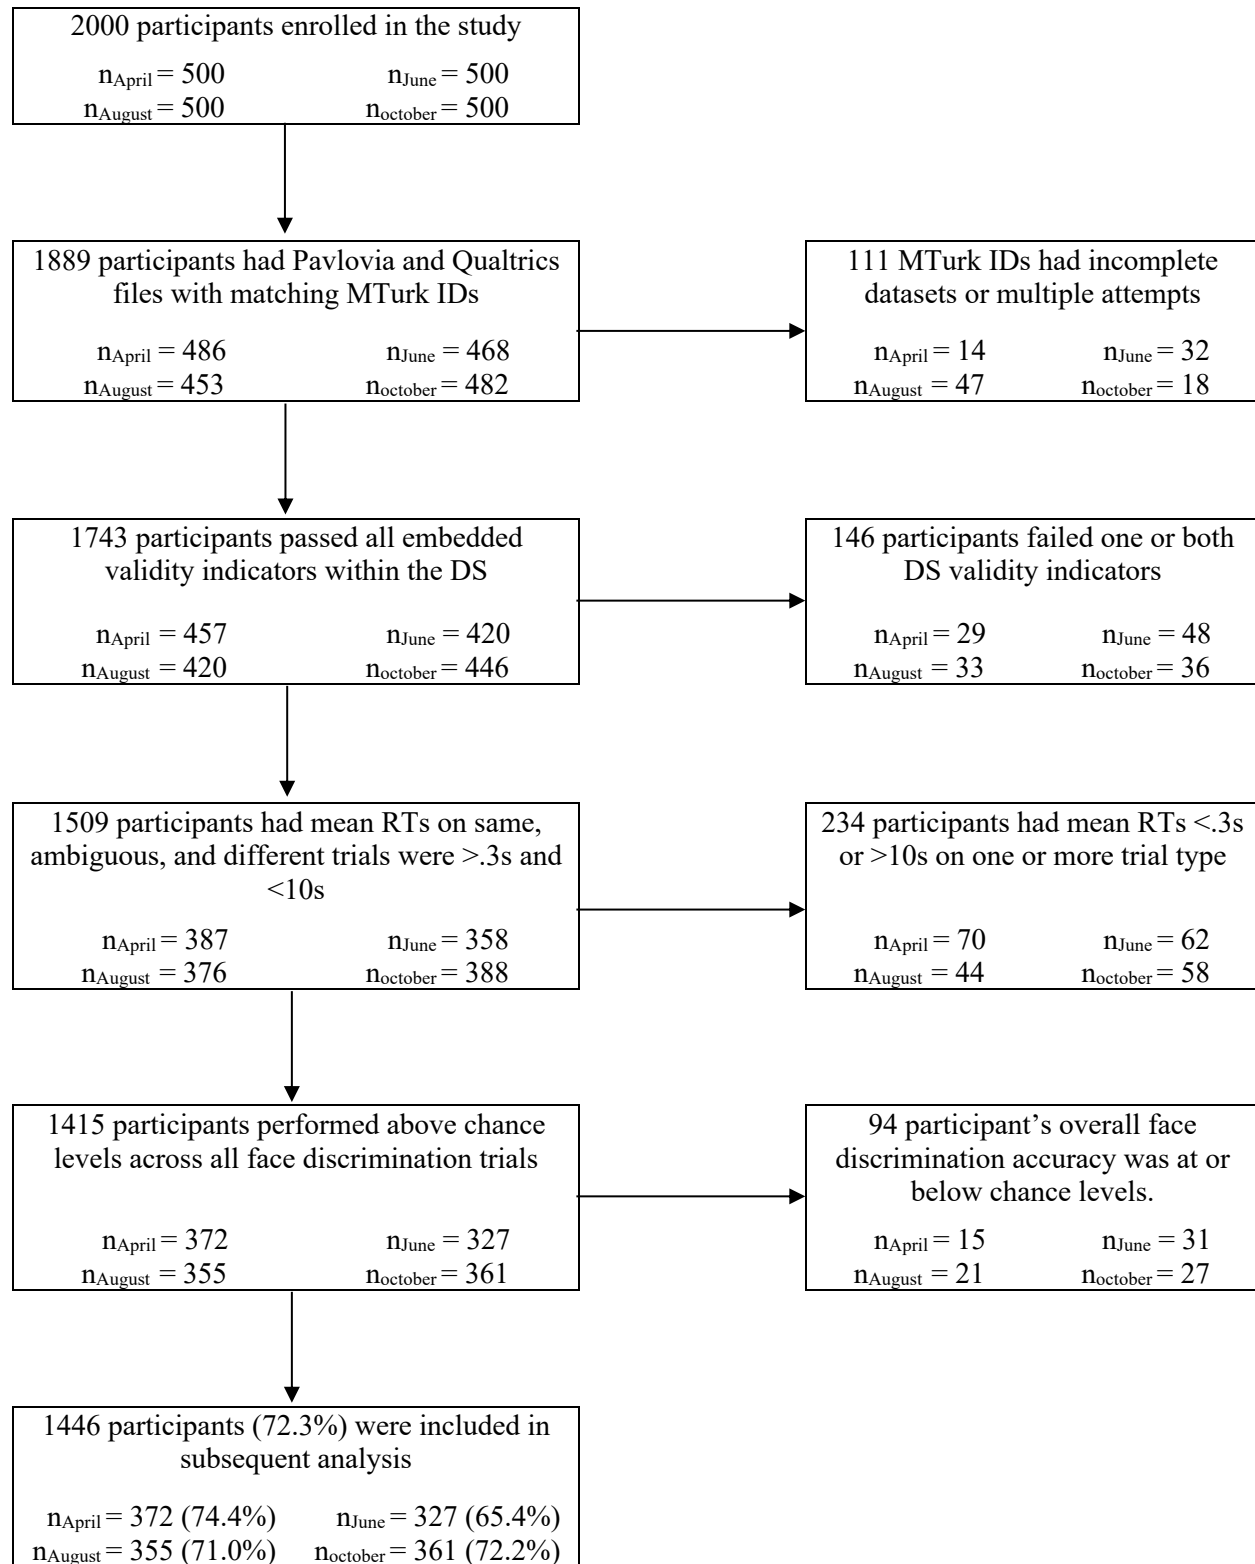 2000 participants enrolled in the study
nApril = 500 nJune = 500
nAugust = 500 noctober = 500
1889 participants had Pavlovia and Qualtrics
files with matching MTurk IDs
nApril = 486 nJune = 468
nAugust = 453 noctober = 482
111 MTurk IDs had incomplete
datasets or multiple attempts
nApril = 14 nJune = 32
nAugust = 47 noctober = 18
1743 participants passed all embedded
validity indicators within the DS
nApril = 457 nJune = 420
nAugust = 420 noctober = 446
146 participants failed one or both
DS validity indicators
nApril = 29 nJune = 48
nAugust = 33 noctober = 36
1509 participants had mean RTs on same,
ambiguous, and different trials were >.3s and
<10s
nApril = 387 nJune = 358
nAugust = 376 noctober = 388
234 participants had mean RTs <.3s
or >10s on one or more trial type
nApril = 70 nJune = 62
nAugust = 44 noctober = 58
1415 participants performed above chance
levels across all face discrimination trials
nApril = 372 nJune = 327
nAugust = 355 noctober = 361
94 participant's overall face
discrimination accuracy was at or
below chance levels.
nApril = 15 nJune = 31
nAugust = 21 noctober = 27
1446 participants (72.3%) were included in
subsequent analysis
nApril = 372 (74.4%) nJune = 327 (65.4%)
nAugust = 355 (71.0%) noctober = 361 (72.2%)